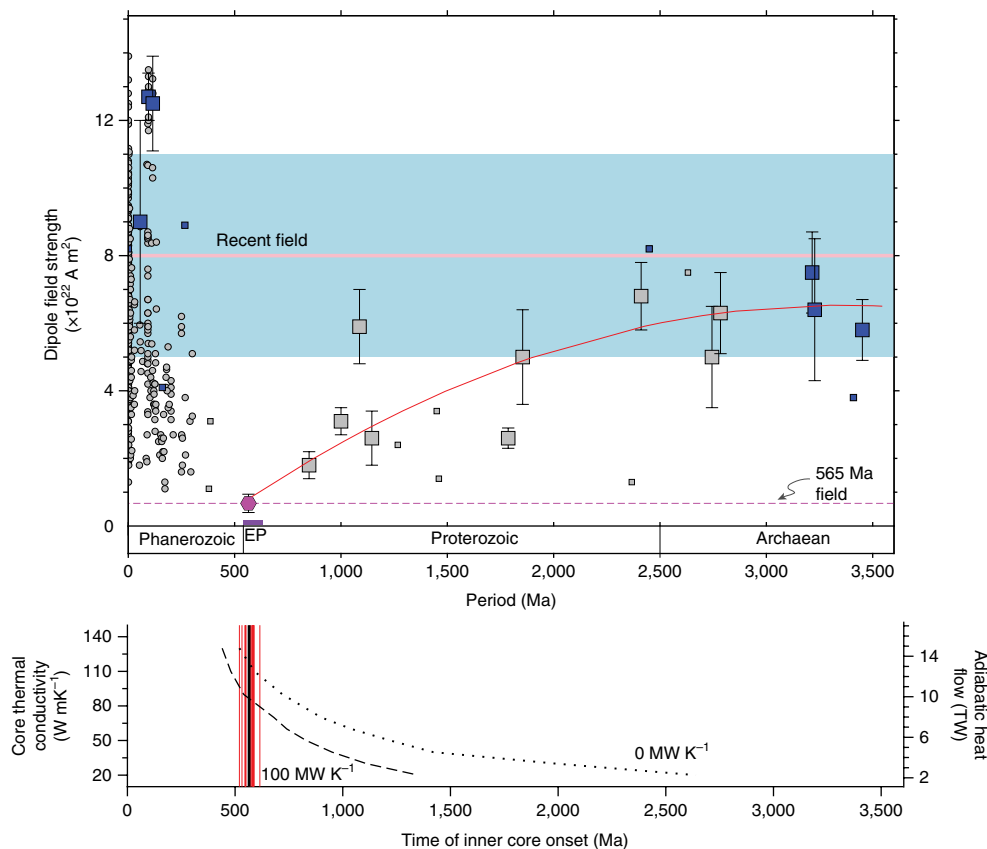 12
8
4
0
Dipole field strength
(×10²² A m²)
Recent field
565 Ma
field
Phanerozoic
EP
Proterozoic
Archaean
0
500
1,000
1,500
2,000
2,500
3,000
3,500
Period (Ma)
140
110
80
50
20
Core thermal
conductivity
(W mK⁻¹)
100 MW K⁻¹
0 MW K⁻¹
14
10
6
2
Adiabatic heat
flow (TW)
0
500
1,000
1,500
2,000
2,500
3,000
3,500
Time of inner core onset (Ma)